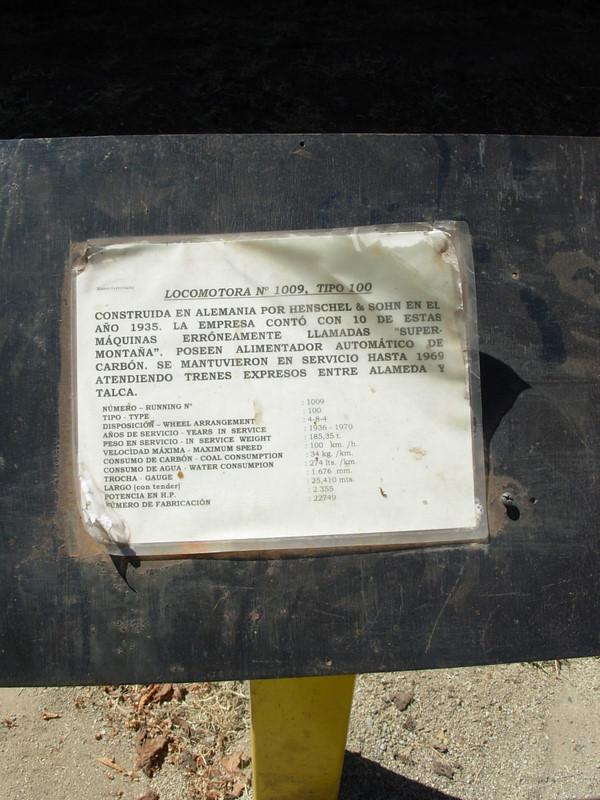 LOCOMOTORA Nº 1009, TIPO 100
CONSTRUIDA EN ALEMANIA POR HENSCHEL & SOHN EN EL
AÑO 1935. LA EMPRESA CONTÓ CON 10 DE ESTAS
MÁQUINAS ERRÓNEAMENTE LLAMADAS "SUPER-
MONTAÑA". POSEEN ALIMENTADOR AUTOMÁTICO DE
CARBÓN. SE MANTUVIERON EN SERVICIO HASTA 1969
ATENDIENDO TRENES EXPRESOS ENTRE ALAMEDA Y
TALCA.
NÚMERO – RUNNING Nº : 1009
TIPO - TYPE : 100
DISPOSICIÓN – WHEEL ARRANGEMENT : 4-8-4
AÑOS DE SERVICIO - YEARS IN SERVICE : 1936 - 1970
PESO EN SERVICIO - IN SERVICE WEIGHT : 185,35 t.
VELOCIDAD MÁXIMA - MAXIMUM SPEED : 100 km. /h.
CONSUMO DE CARBÓN - COAL CONSUMPTION : 34 kg. /km.
CONSUMO DE AGUA - WATER CONSUMPION : 274 lts. /km.
TROCHA - GAUGE : 1.676 mm.
LARGO (con tender) : 25,410 mts.
POTENCIA EN H.P. : 2.355
NÚMERO DE FABRICACIÓN : 22749